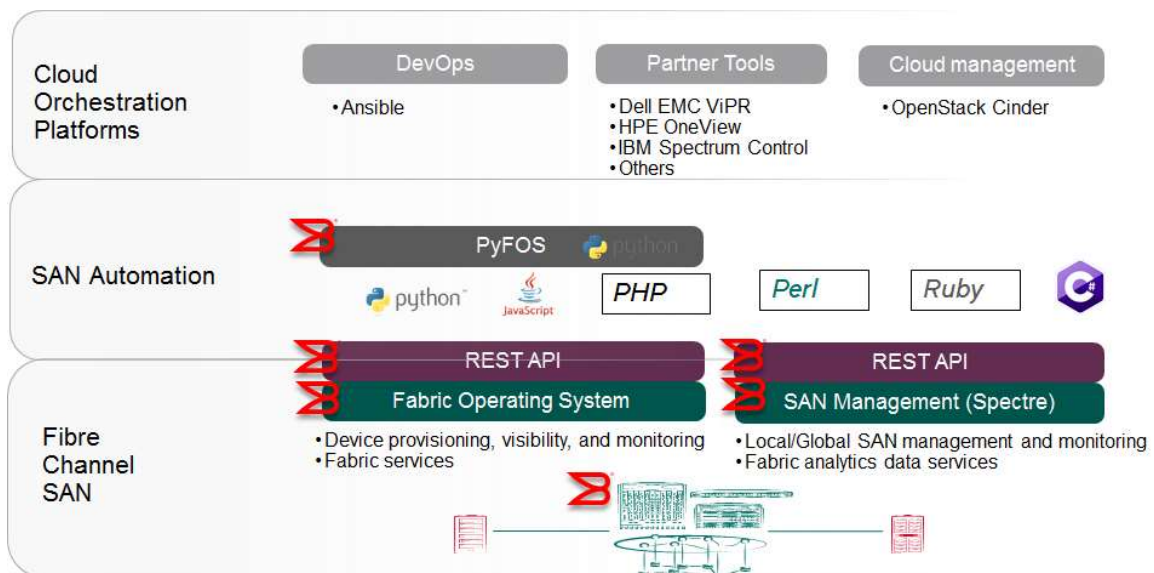 Cloud
Orchestration
Platforms
DevOps
• Ansible
Partner Tools
• Dell EMC ViPR
• HPE OneView
• IBM Spectrum Control
• Others
Cloud management
• OpenStack Cinder
SAN Automation
PyFOS
python
python™
JavaScript
PHP
Perl
Ruby
C#
Fibre
Channel
SAN
REST API
Fabric Operating System
• Device provisioning, visibility, and monitoring
• Fabric services
REST API
SAN Management (Spectre)
• Local/Global SAN management and monitoring
• Fabric analytics data services